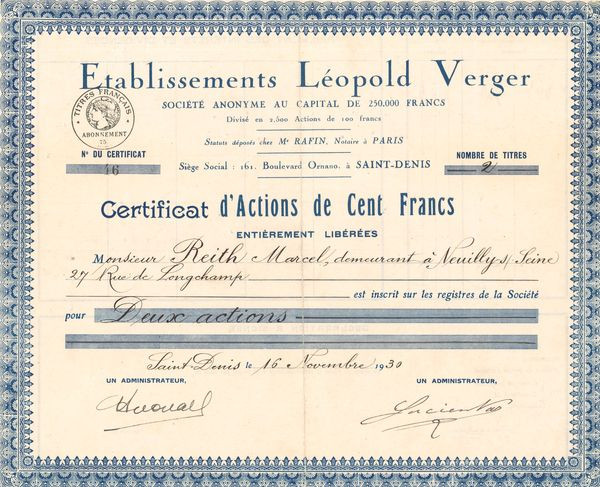 Etablissements Léopold Verger
SOCIÉTÉ ANONYME AU CAPITAL DE 250.000 FRANCS
Divisé en 2,500 Actions de 100 francs
TITRES FRANÇAIS
ABONNEMENT
75
Statuts déposés chez Me RAFIN, Notaire à PARIS
No DU CERTIFICAT
16
Siège Social : 161, Boulevard Ornano, à SAINT-DENIS
NOMBRE DE TITRES
2
Certificat d'Actions de Cent Francs
ENTIÈREMENT LIBÉRÉES
Monsieur Reith Marcel, demeurant à Neuilly s/ Seine
27 Rue de Longchamp
est inscrit sur les registres de la Société
pour Deux actions
Saint-Denis le 16 Novembre 1930
UN ADMINISTRATEUR, UN ADMINISTRATEUR,